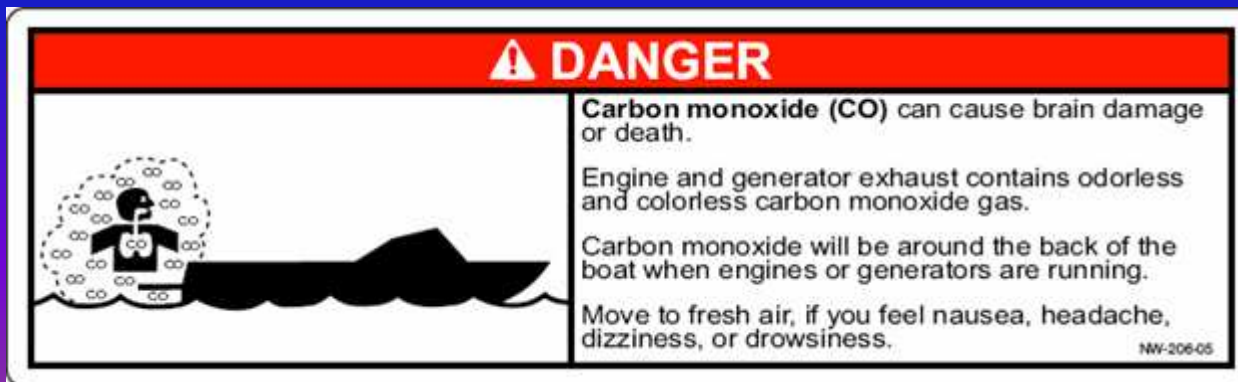 DANGER
Carbon monoxide (CO) can cause brain damage
or death.
Engine and generator exhaust contains odorless
and colorless carbon monoxide gas.
Carbon monoxide will be around the back of the
boat when engines or generators are running.
Move to fresh air, if you feel nausea, headache,
dizziness, or drowsiness.
NW-206-05
CO
CO CO
CO CO
CO CO
CO CO
CO
CO CO
CO CO
CO CO
CO CO